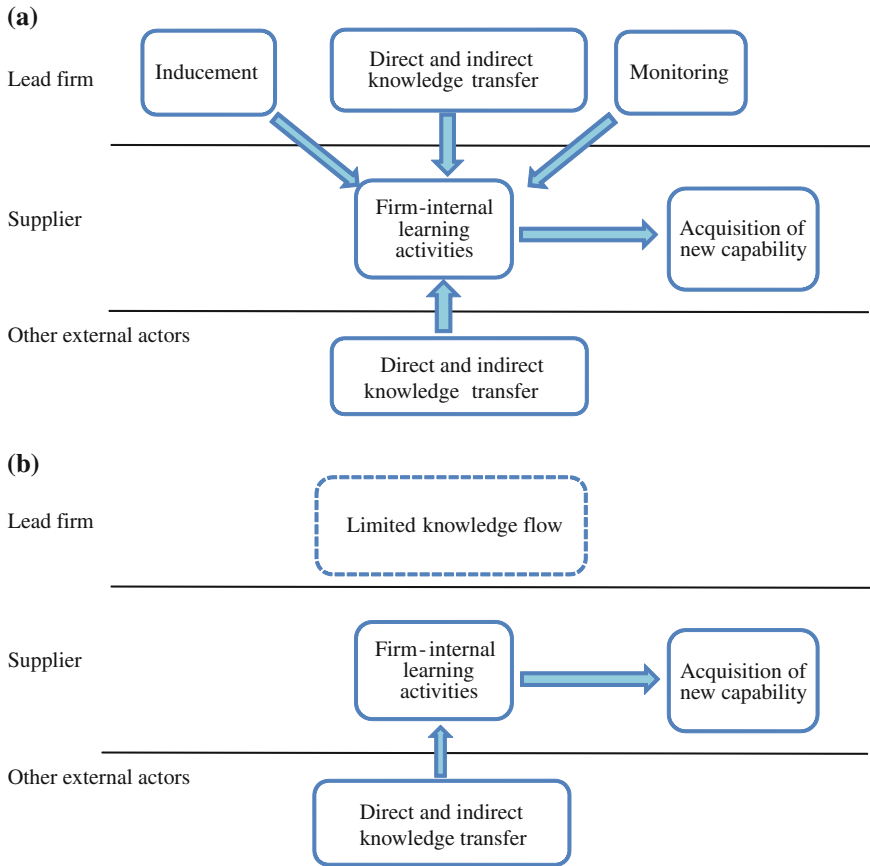 (a)
Lead firm
Inducement
Direct and indirect
knowledge transfer
Monitoring
Supplier
Firm-internal
learning
activities
Acquisition of
new capability
Other external actors
Direct and indirect
knowledge transfer
(b)
Lead firm
Limited knowledge flow
Supplier
Firm-internal
learning
activities
Acquisition of
new capability
Other external actors
Direct and indirect
knowledge transfer